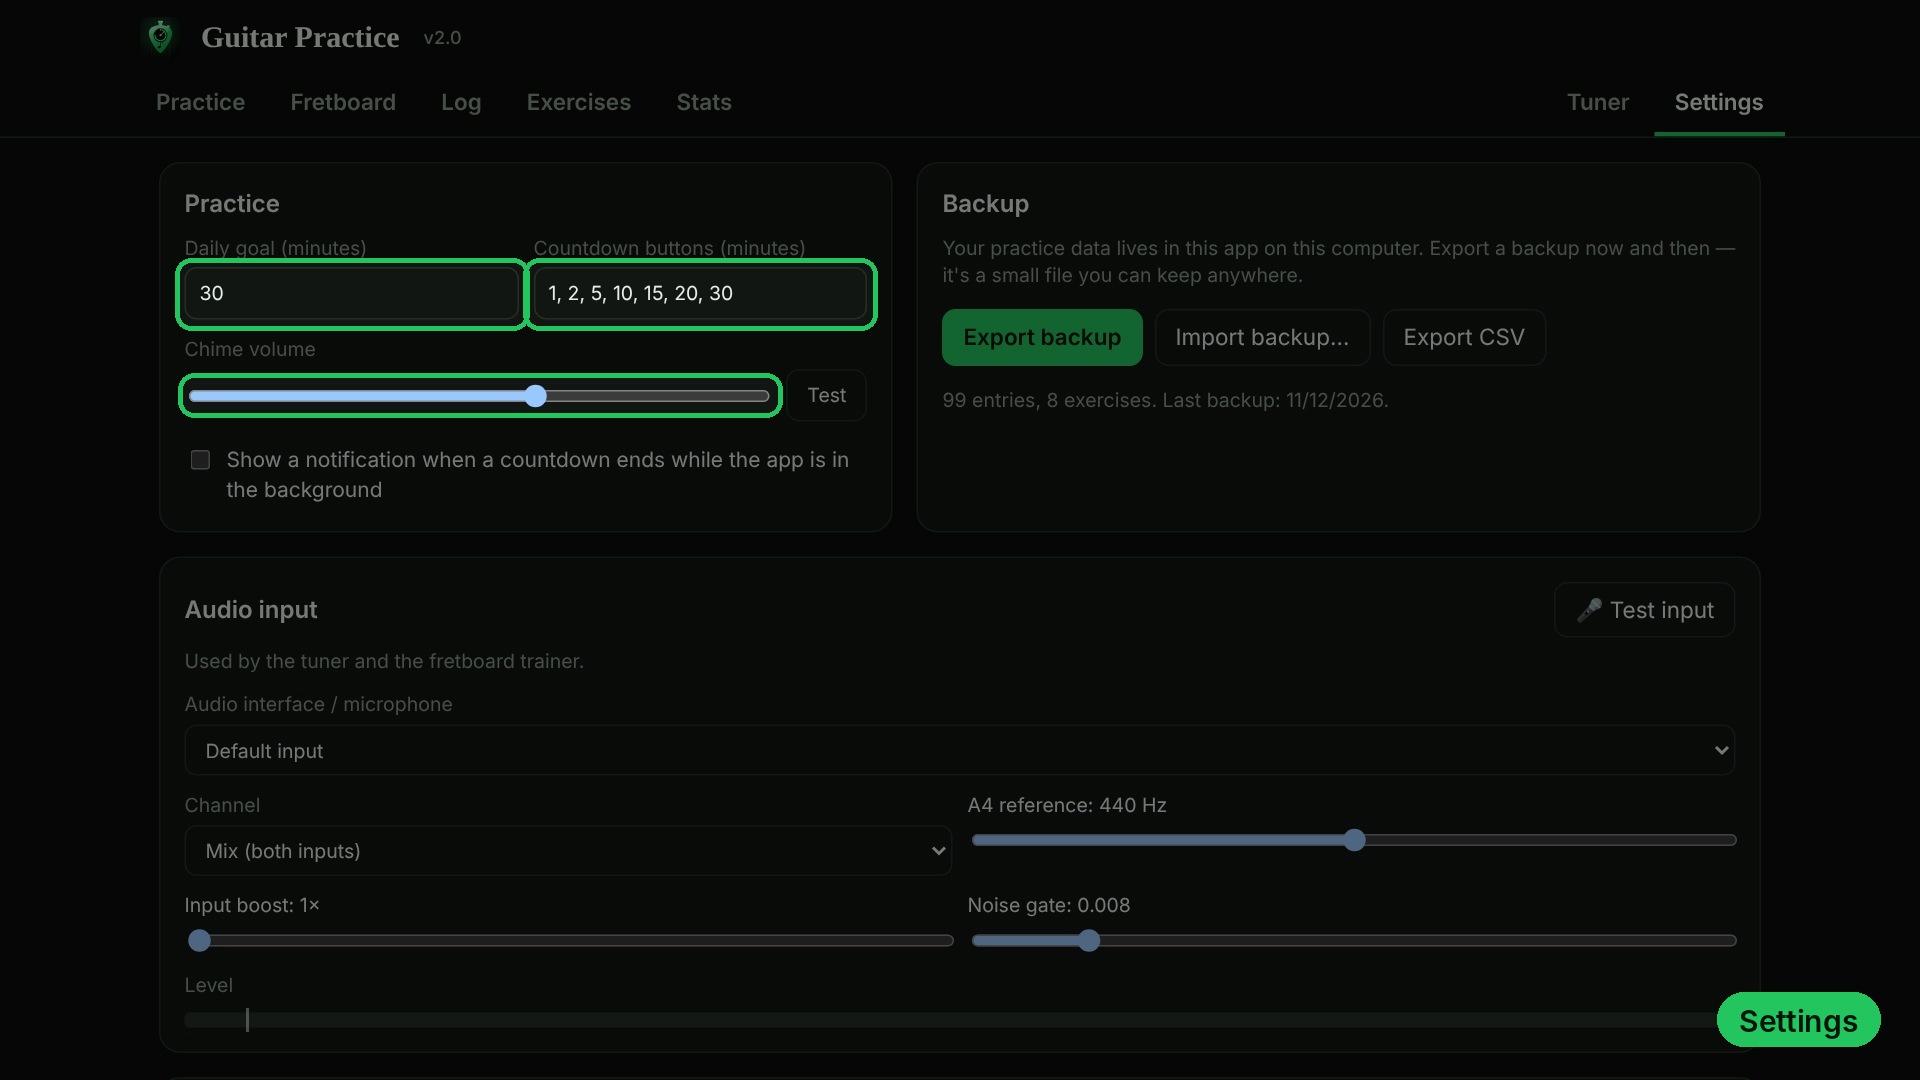 Guitar Practice v2.0
Practice Fretboard Log Exercises Stats Tuner Settings
Practice
Daily goal (minutes) Countdown buttons (minutes)
30 1, 2, 5, 10, 15, 20, 30
Chime volume
Test
Show a notification when a countdown ends while the app is in
the background
Backup
Your practice data lives in this app on this computer. Export a backup now and then —
it's a small file you can keep anywhere.
Export backup Import backup... Export CSV
99 entries, 8 exercises. Last backup: 11/12/2026.
Audio input
Test input
Used by the tuner and the fretboard trainer.
Audio interface / microphone
Default input
Channel A4 reference: 440 Hz
Mix (both inputs)
Input boost: 1× Noise gate: 0.008
Level
Settings